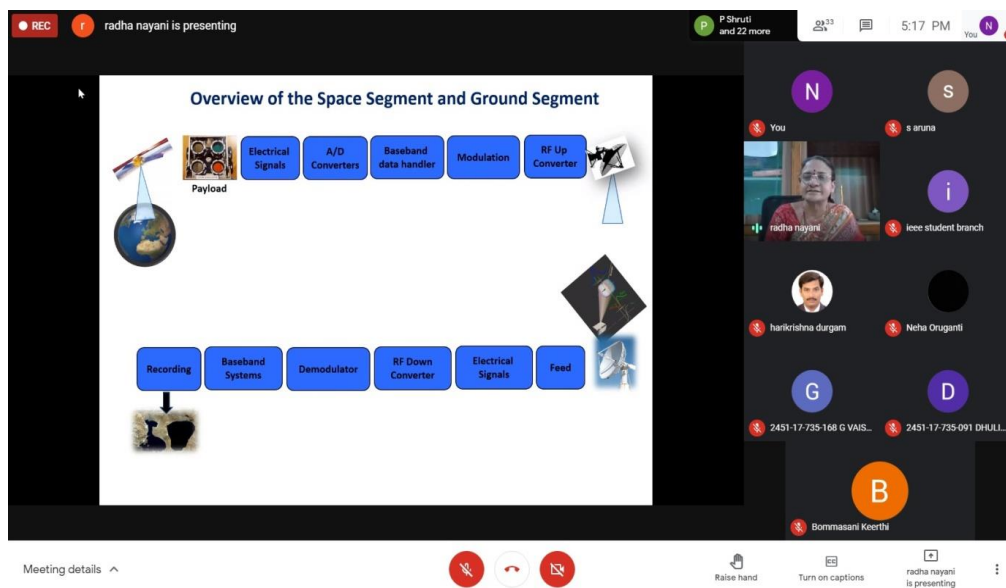 REC
r
radha nayani is presenting
P
P Shruti
and 22 more
33
5:17 PM
You
N
Overview of the Space Segment and Ground Segment
Payload
Electrical
Signals
A/D
Converters
Baseband
data handler
Modulation
RF Up
Converter
Recording
Baseband
Systems
Demodulator
RF Down
Converter
Electrical
Signals
Feed
N
You
s
s aruna
radha nayani
i
ieee student branch
harikrishna durgam
Neha Oruganti
G
2451-17-735-168 G VAIS...
D
2451-17-735-091 DHULI...
B
Bommasani Keerthi
Meeting details
Raise hand
CC
Turn on captions
radha nayani
is presenting